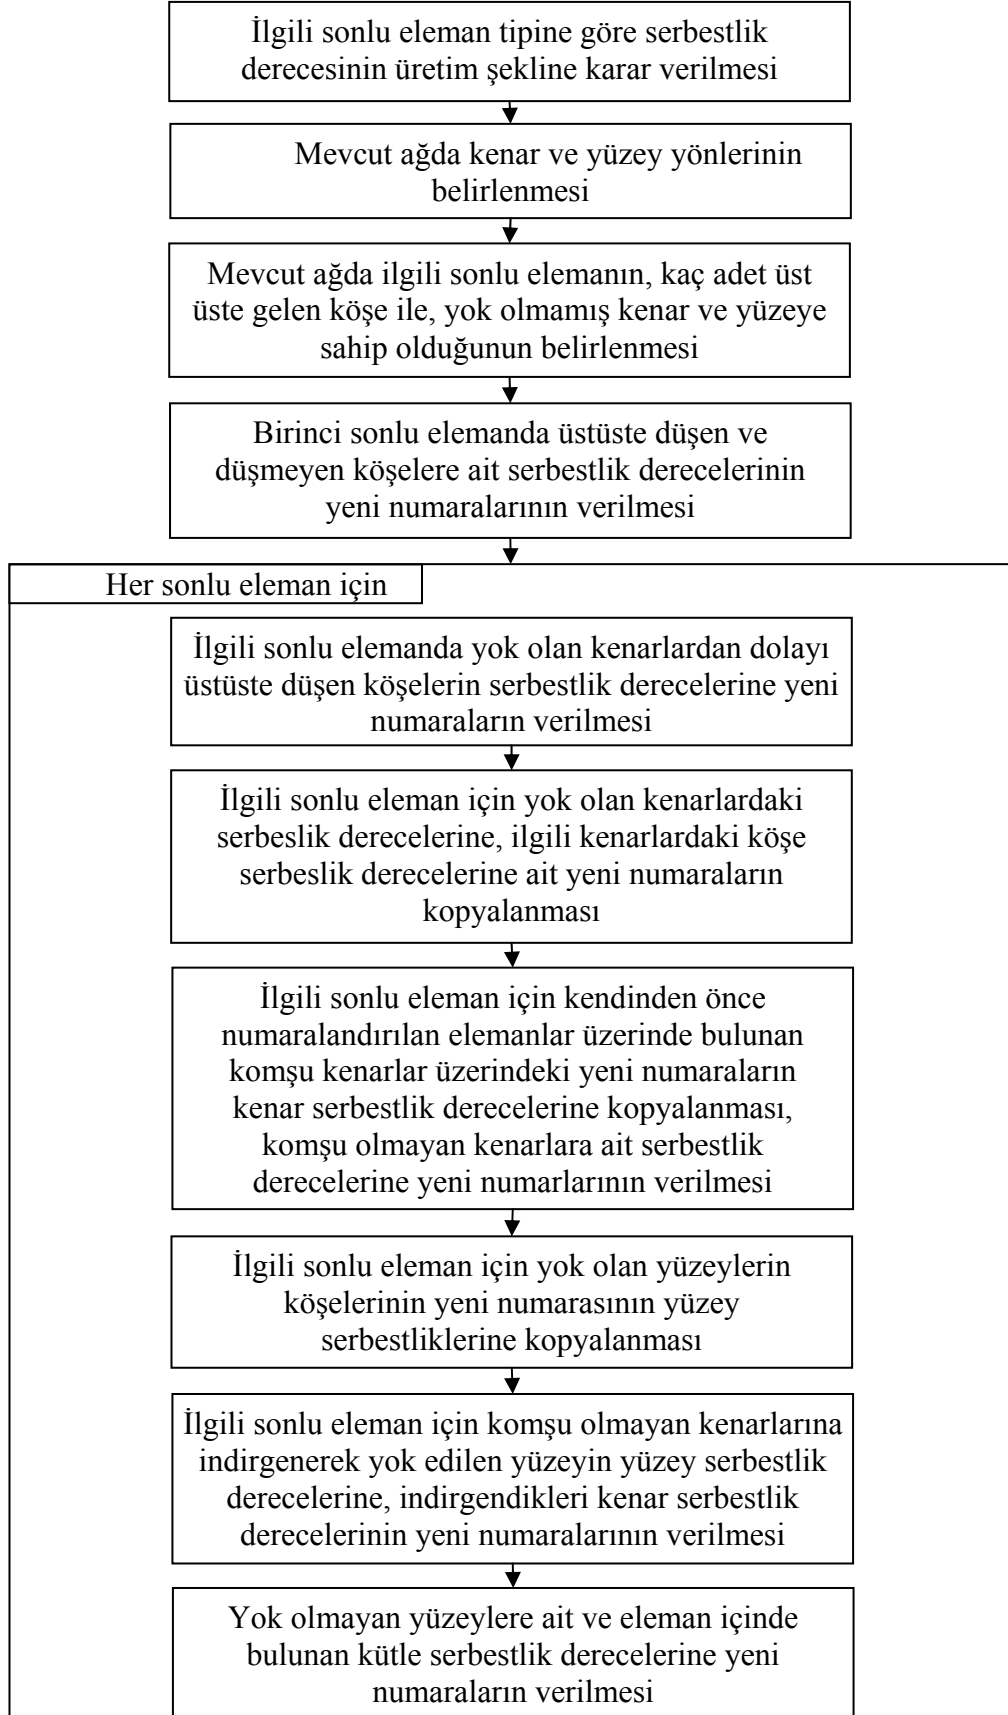 İlgili sonlu eleman tipine göre serbestlik
derecesinin üretim şekline karar verilmesi
Mevcut ağda kenar ve yüzey yönlerinin
belirlenmesi
Mevcut ağda ilgili sonlu elemanın, kaç adet üst
üste gelen köşe ile, yok olmamış kenar ve yüzeye
sahip olduğunun belirlenmesi
Birinci sonlu elemanda üstüste düşen ve
düşmeyen köşelere ait serbestlik derecelerinin
yeni numaralarının verilmesi
Her sonlu eleman için
İlgili sonlu elemanda yok olan kenarlardan dolayı
üstüste düşen köşelerin serbestlik derecelerine yeni
numaraların verilmesi
İlgili sonlu eleman için yok olan kenarlardaki
serbeslik derecelerine, ilgili kenarlardaki köşe
serbeslik derecelerine ait yeni numaraların
kopyalanması
İlgili sonlu eleman için kendinden önce
numaralandırılan elemanlar üzerinde bulunan
komşu kenarlar üzerindeki yeni numaraların
kenar serbestlik derecelerine kopyalanması,
komşu olmayan kenarlara ait serbestlik
derecelerine yeni numarlarının verilmesi
İlgili sonlu eleman için yok olan yüzeylerin
köşelerinin yeni numarasının yüzey
serbestliklerine kopyalanması
İlgili sonlu eleman için komşu olmayan kenarlarına
indirgenerek yok edilen yüzeyin yüzey serbestlik
derecelerine, indirgendikleri kenar serbestlik
derecelerinin yeni numaralarının verilmesi
Yok olmayan yüzeylere ait ve eleman içinde
bulunan kütle serbestlik derecelerine yeni
numaraların verilmesi